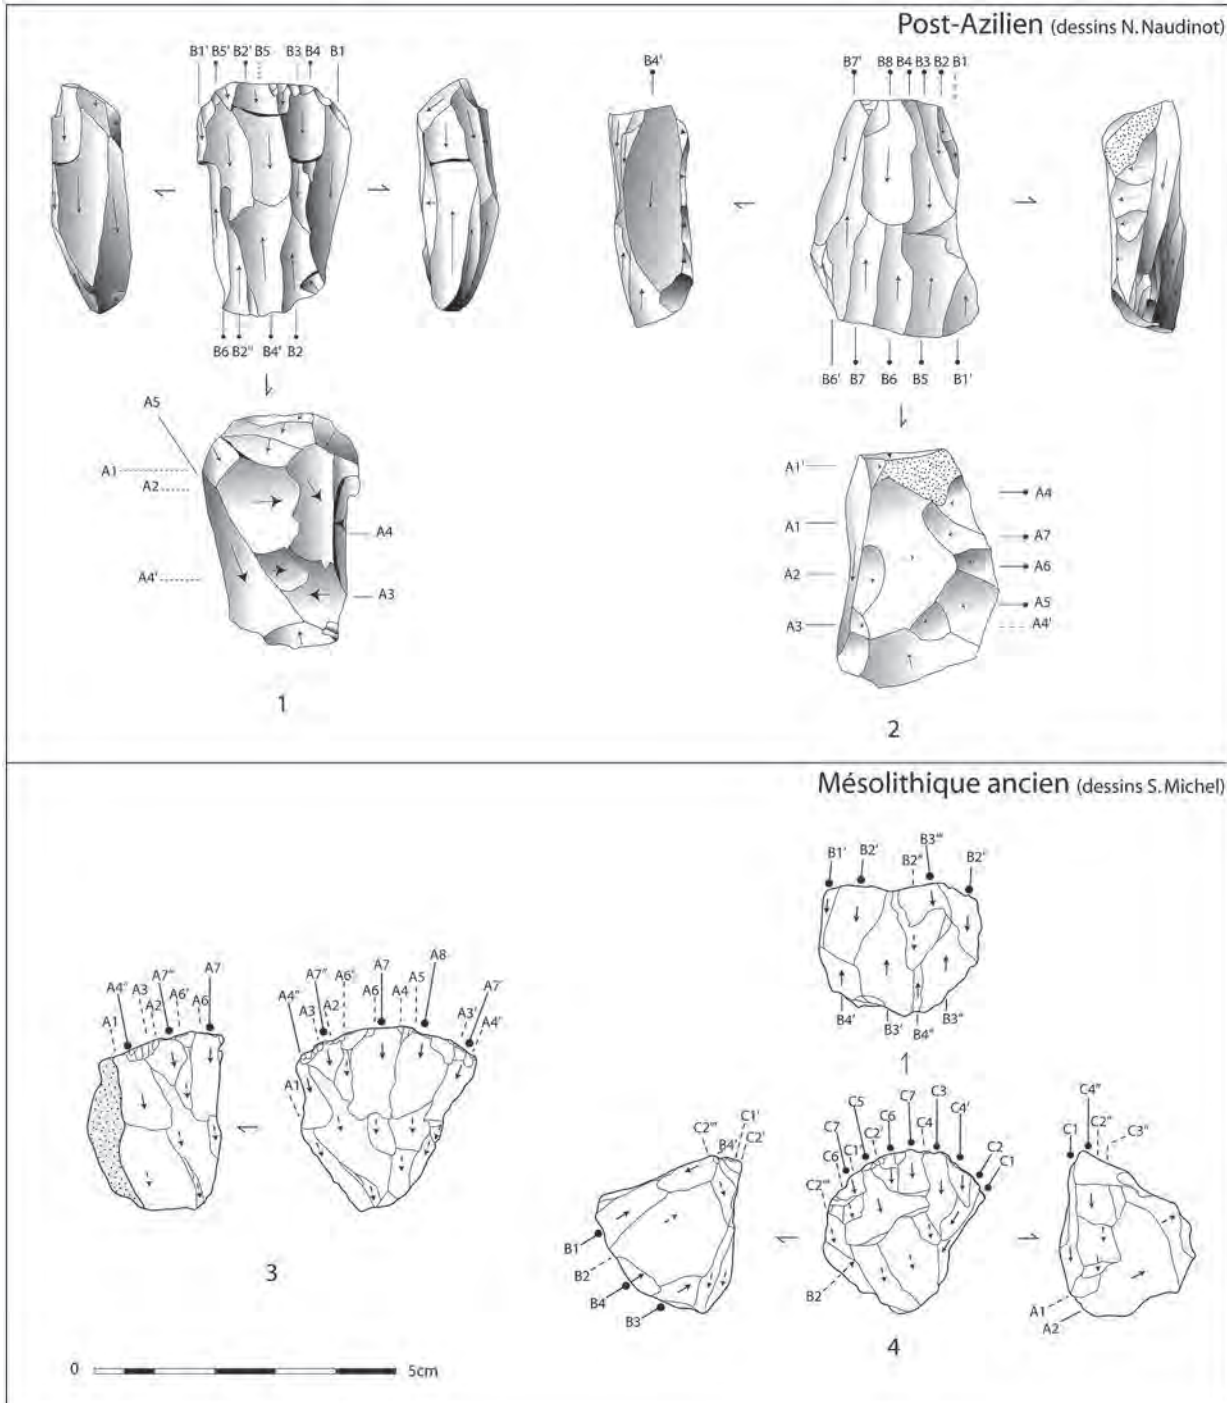 Post-Azilien (dessins N. Naudinot)
B1' B5' B2' B5 B3 B4 B1
B6 B2" B4' B2
A5
A1
A2
A4
A4'
A3
1
B4'
B7' B8 B4 B3 B2 B1
B6' B7 B6 B5 B1'
A1'
A4
A1
A7
A2
A6
A5
A3
A4'
2
Mésolithique ancien (dessins S. Michel)
A1 A4" A3 A2 A7" A6' A6 A7
A1 A4" A3 A7" A2 A6' A6 A7 A4 A5 A8 A3' A7' A4'
3
B1' B2' B2" B3''' B2'
B4' B3' B4" B3"
C2''' B4' C1' C2'
B1
B2
B4
B3
C2''' C6 C7 C1" C5 C2' C6 C7 C4 C3 C4' C2 C1
B2
C1 C4" C2" C3"
A1
A2
4
0 5cm